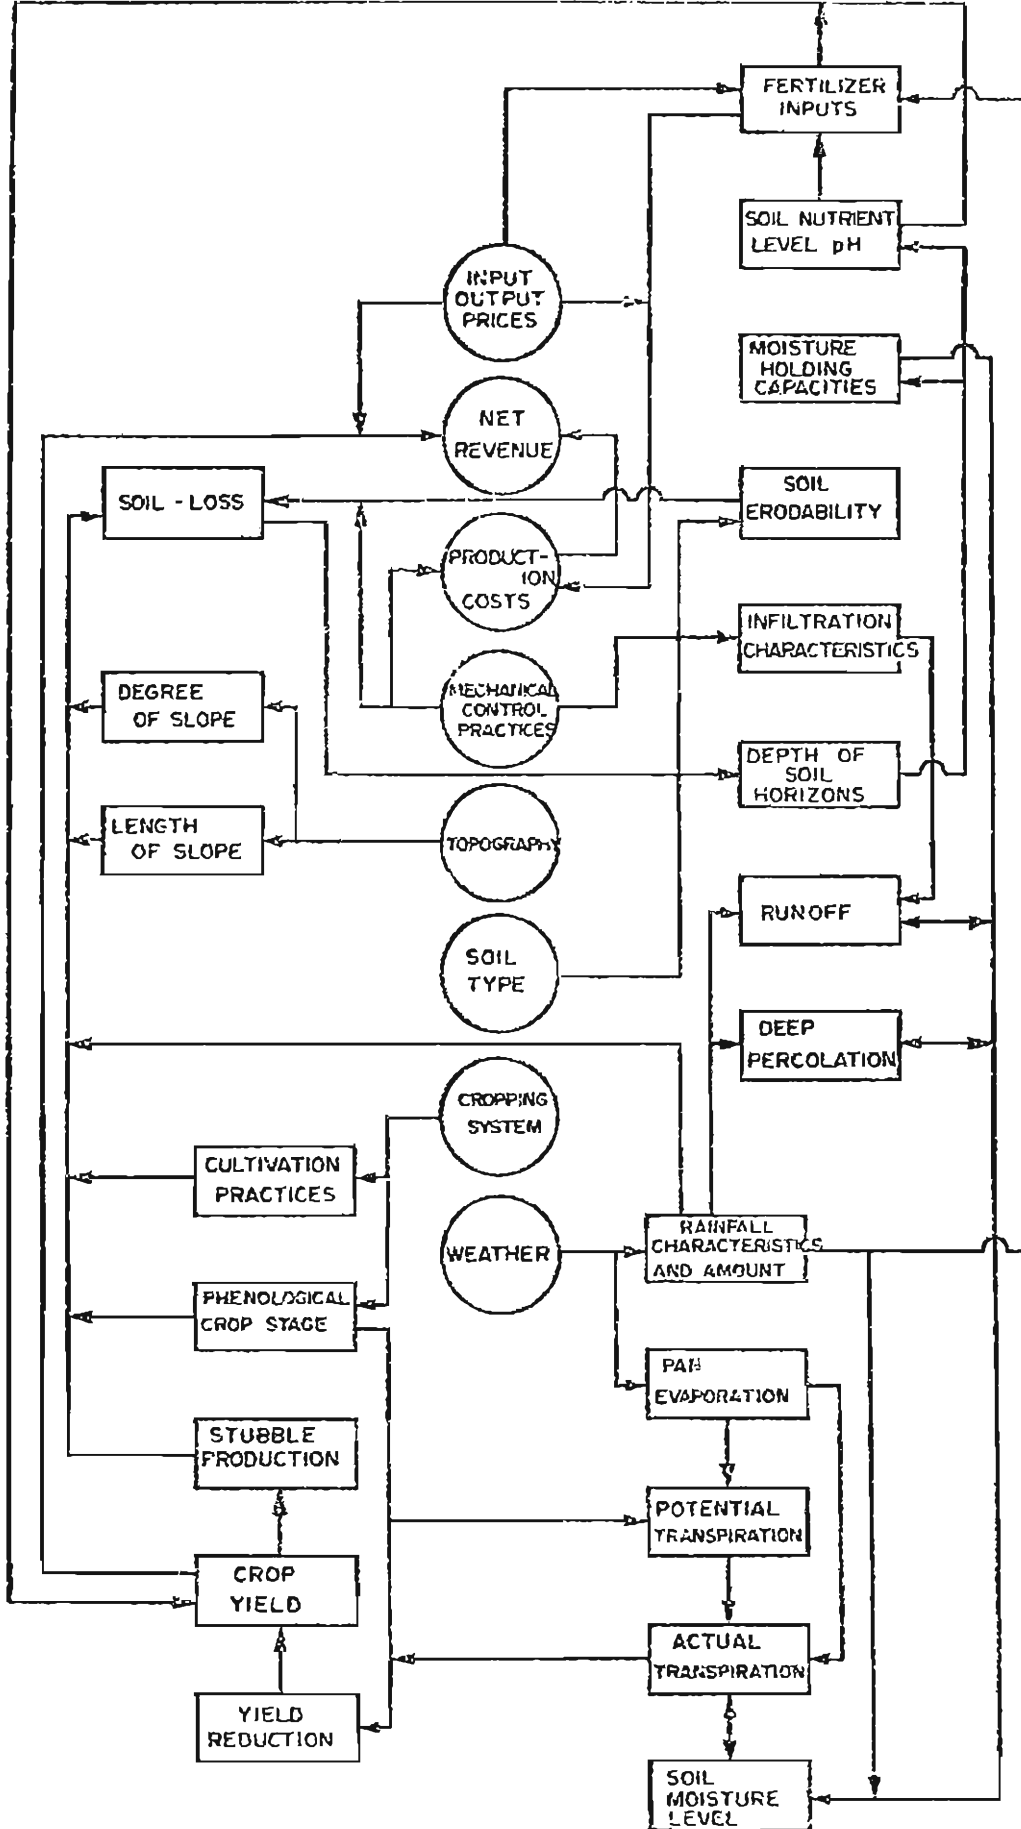 FERTILIZER
INPUTS
SOIL NUTRIENT
LEVEL pH
INPUT
OUTPUT
PRICES
MOISTURE
HOLDING
CAPACITIES
NET
REVENUE
SOIL - LOSS
SOIL
ERODABILITY
PRODUCT-
ION
COSTS
INFILTRATION
CHARACTERISTICS
MECHANICAL
CONTROL
PRACTICES
DEGREE
OF SLOPE
DEPTH OF
SOIL
HORIZONS
LENGTH
OF SLOPE
TOPOGRAPHY
RUNOFF
SOIL
TYPE
DEEP
PERCOLATION
CROPPING
SYSTEM
CULTIVATION
PRACTICES
WEATHER
RAINFALL
CHARACTERISTICS
AND AMOUNT
PHENOLOGICAL
CROP STAGE
PAN
EVAPORATION
STUBBLE
PRODUCTION
POTENTIAL
TRANSPIRATION
CROP
YIELD
ACTUAL
TRANSPIRATION
YIELD
REDUCTION
SOIL
MOISTURE
LEVEL